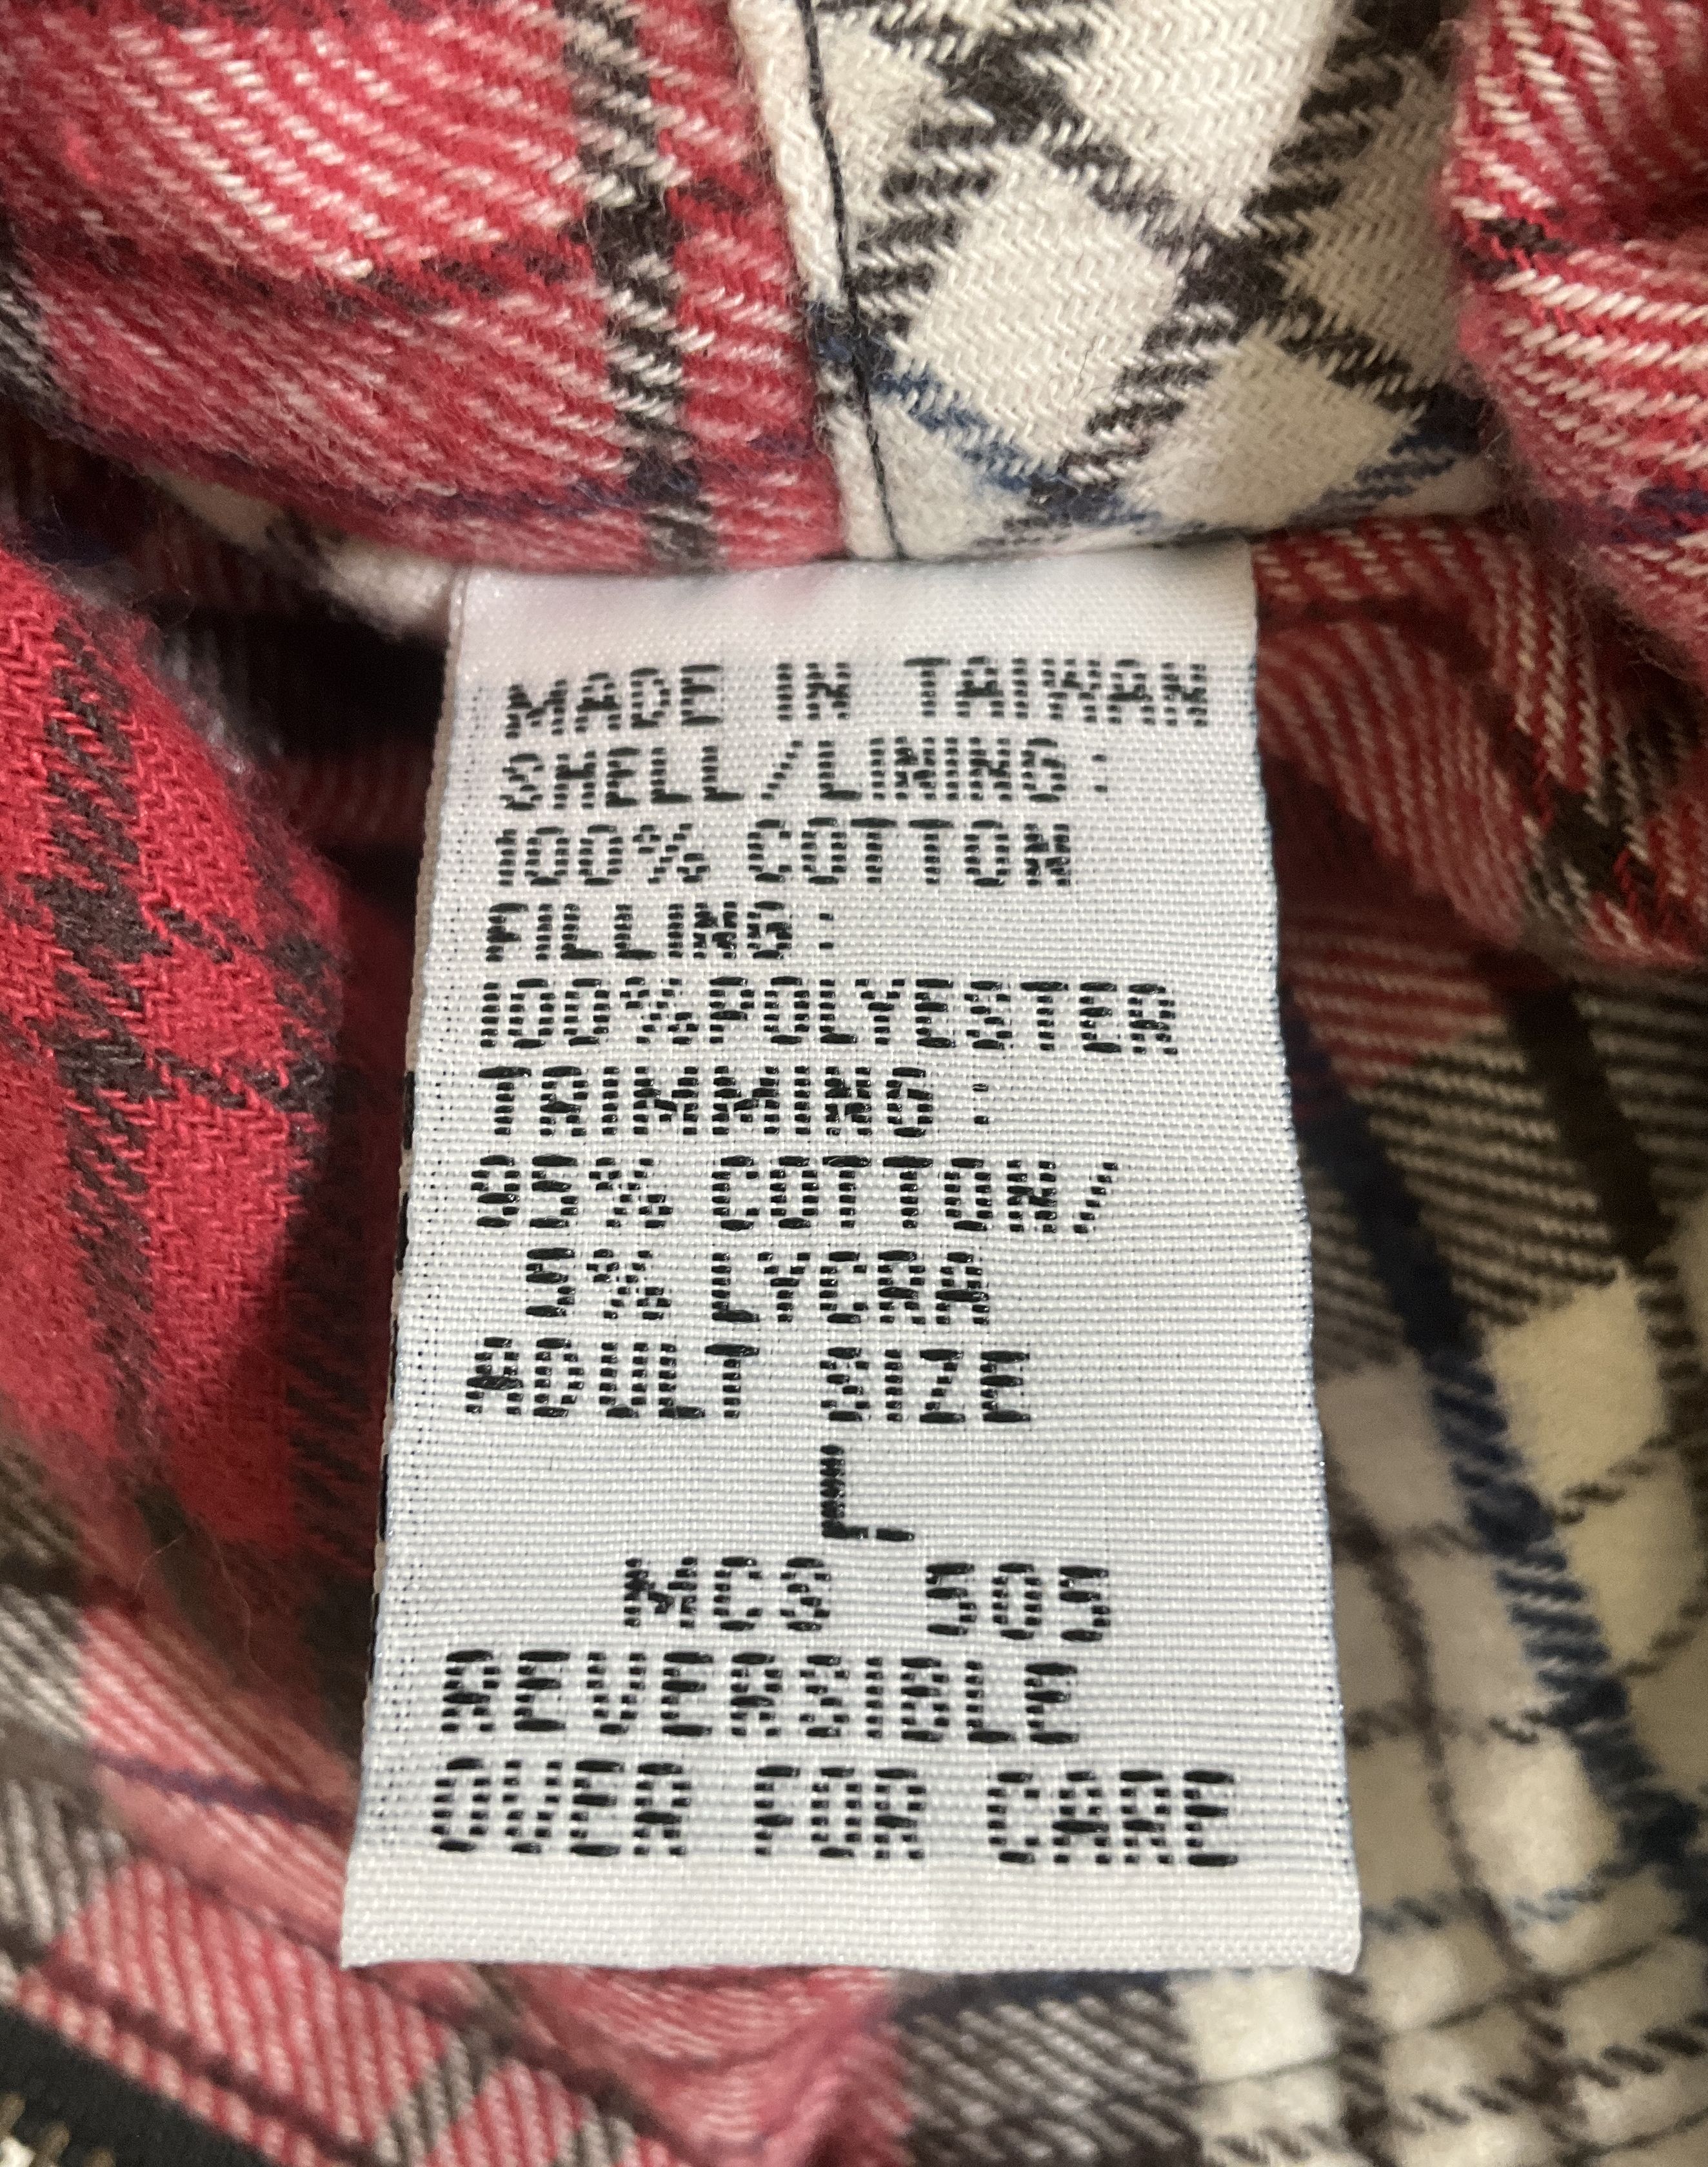 MADE IN TAIWAN
SHELL/LINING:
100% COTTON
FILLING:
100%POLYESTER
TRIMMING:
95% COTTON/
5% LYCRA
ADULT SIZE
L
MCS 505
REVERSIBLE
OVER FOR CARE